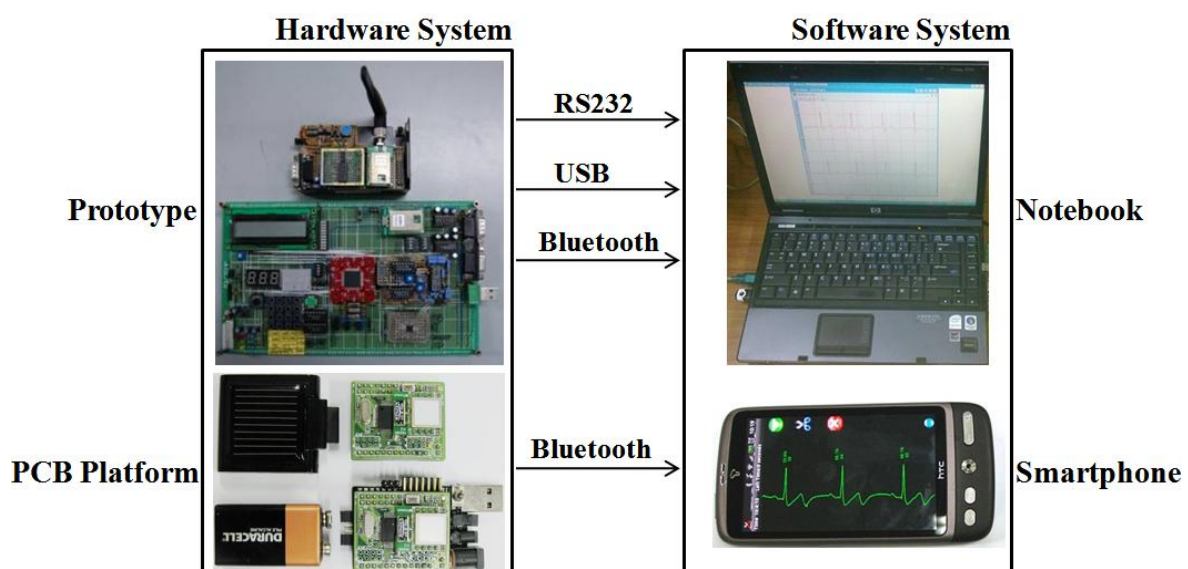 Hardware System
Software System
Prototype
RS232
USB
Bluetooth
Notebook
PCB Platform
Bluetooth
Smartphone
DURACELL
hp
hTC